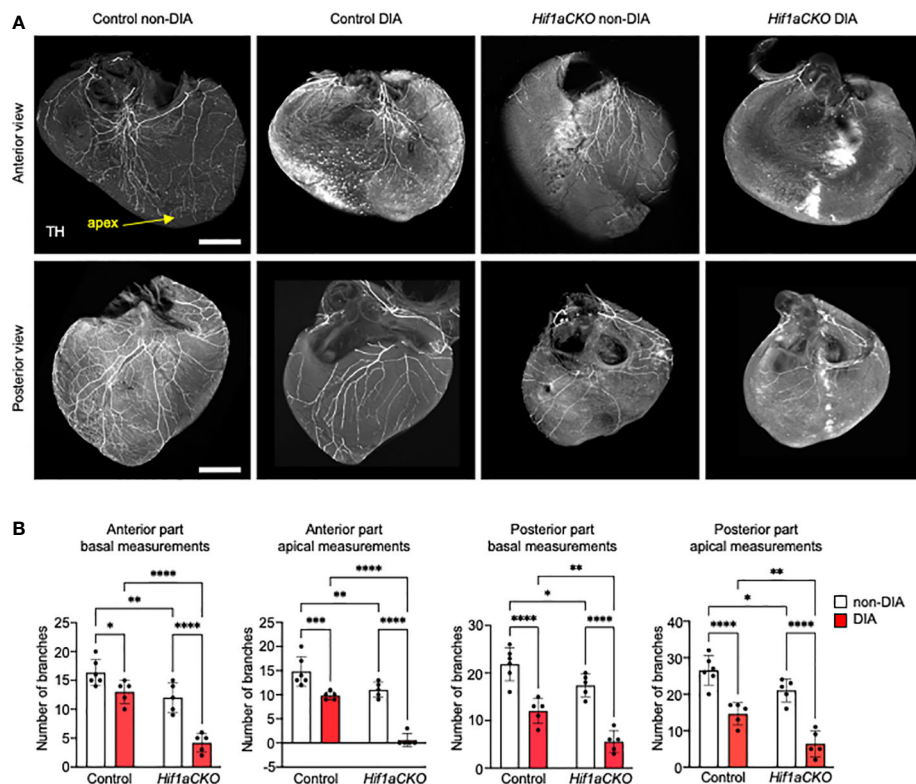 A
Control non-DIA
Control DIA
Hif1aCKO non-DIA
Hif1aCKO DIA
Anterior view
TH
apex
Posterior view
B
Anterior part
basal measurements
Number of branches
25
20
15
10
5
0
****
**
*
****
Control
Hif1aCKO
Anterior part
apical measurements
Number of branches
25
20
15
10
5
0
****
**
***
****
Control
Hif1aCKO
Posterior part
basal measurements
Number of branches
40
30
20
10
0
**
*
****
****
Control
Hif1aCKO
Posterior part
apical measurements
Number of branches
40
30
20
10
0
**
*
****
****
Control
Hif1aCKO
non-DIA
DIA